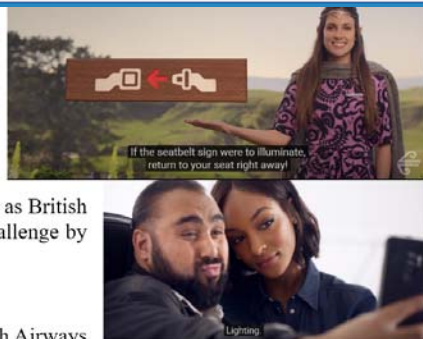 If the seatbelt sign were to illuminate,
return to your seat right away!
as British
allenge by
Lighting.
h Airways